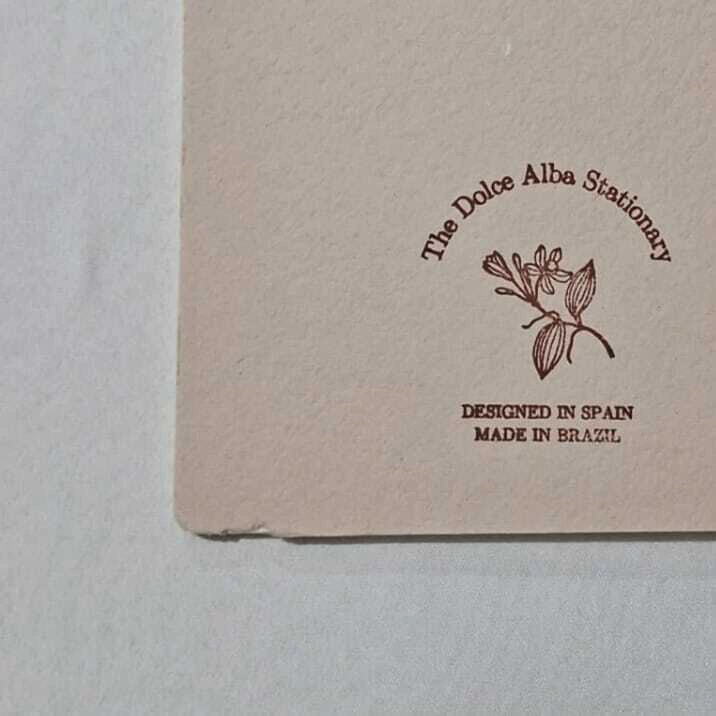 The Dolce Alba Stationary
DESIGNED IN SPAIN
MADE IN BRAZIL